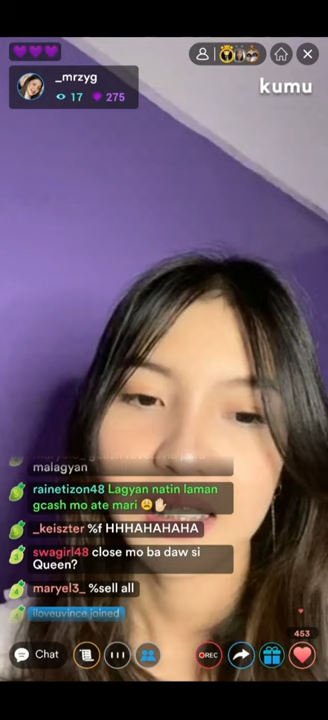 _mrzyg
17 275
kumu
malagyan
rainetizon48 Lagyan natin laman
gcash mo ate mari 😩✋🏻
_keiszter %f HHHAHAHAHA
swagirl48 close mo ba daw si
Queen?
maryel3_ %sell all
iloveuvince joined
453
Chat
REC